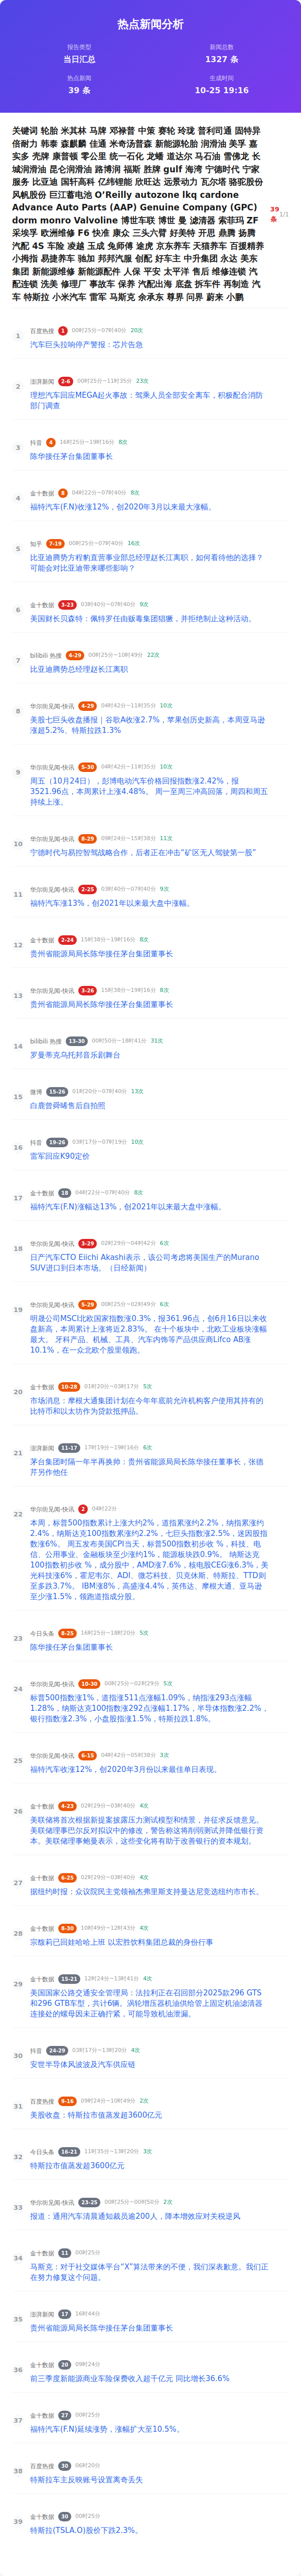 热点新闻分析
报告类型
当日汇总
新闻总数
1327 条
热点新闻
39 条
生成时间
10-25 19:16
关键词 轮胎 米其林 马牌 邓禄普 中策 赛轮 玲珑 普利司通 固特异
倍耐力 韩泰 森麒麟 佳通 米奇汤普森 新能源轮胎 润滑油 美孚 嘉
实多 壳牌 康普顿 零公里 统一石化 龙蟠 道达尔 马石油 雪佛龙 长
城润滑油 昆仑润滑油 路博润 福斯 胜牌 gulf 海湾 宁德时代 宁家
服务 比亚迪 国轩高科 亿纬锂能 欣旺达 远景动力 瓦尔塔 骆驼股份
风帆股份 巨江蓄电池 O’Reilly autozone lkq cardone
Advance Auto Parts (AAP) Genuine Company (GPC)
dorm monro Valvoline 博世车联 博世 曼 滤清器 索菲玛 ZF
采埃孚 欧洲维修 F6 快准 康众 三头六臂 好美特 开思 鼎腾 扬腾
汽配 4S 车险 凌越 玉成 兔师傅 途虎 京东养车 天猫养车 百援精养
小拇指 易捷养车 驰加 邦邦汽服 创配 好车主 中升集团 永达 美东
集团 新能源维修 新能源配件 人保 平安 太平洋 售后 维修连锁 汽
配连锁 洗美 修理厂 事故车 保养 汽配出海 底盘 拆车件 再制造 汽
车 特斯拉 小米汽车 雷军 马斯克 余承东 尊界 问界 蔚来 小鹏
39
条
1/1
1
百度热搜 1 00时25分~07时40分 20次
汽车巨头拉响停产警报：芯片告急
2
澎湃新闻 2-6 00时25分~11时35分 23次
理想汽车回应MEGA起火事故：驾乘人员全部安全离车，积极配合消防
部门调查
3
抖音 4 16时25分~19时16分 8次
陈华接任茅台集团董事长
4
金十数据 8 04时22分~07时40分 8次
福特汽车(F.N)收涨12%，创2020年3月以来最大涨幅。
5
知乎 7-19 00时25分~07时40分 16次
比亚迪腾势方程豹直营事业部总经理赵长江离职，如何看待他的选择？
可能会对比亚迪带来哪些影响？
6
金十数据 3-23 03时40分~07时40分 9次
美国财长贝森特：佩特罗任由贩毒集团猖獗，并拒绝制止这种活动。
7
bilibili 热搜 4-29 00时25分~10时49分 22次
比亚迪腾势总经理赵长江离职
8
华尔街见闻-快讯 4-29 04时42分~11时35分 10次
美股七巨头收盘播报｜谷歌A收涨2.7%，苹果创历史新高，本周亚马逊
涨超5.2%、特斯拉跌1.3%
9
华尔街见闻-快讯 5-30 04时42分~11时35分 10次
周五（10月24日），彭博电动汽车价格回报指数涨2.42%，报
3521.96点，本周累计上涨4.48%。 周一至周三冲高回落，周四和周五
持续上涨。
10
华尔街见闻-快讯 8-29 09时24分~15时38分 11次
宁德时代与易控智驾战略合作，后者正在冲击“矿区无人驾驶第一股”
11
华尔街见闻-快讯 2-25 03时40分~07时40分 9次
福特汽车涨13%，创2021年以来最大盘中涨幅。
12
金十数据 2-24 15时38分~19时16分 8次
贵州省能源局局长陈华接任茅台集团董事长
13
华尔街见闻-快讯 3-26 15时38分~19时16分 8次
贵州省能源局局长陈华接任茅台集团董事长
14
bilibili 热搜 13-30 00时50分~18时41分 31次
罗曼蒂克乌托邦音乐剧舞台
15
微博 15-26 01时20分~07时40分 13次
白鹿曾舜晞售后自拍照
16
抖音 19-26 03时17分~07时19分 10次
雷军回应K90定价
17
金十数据 18 04时22分~07时40分 8次
福特汽车(F.N)涨幅达13%，创2021年以来最大盘中涨幅。
18
华尔街见闻-快讯 3-29 02时29分~04时42分 6次
日产汽车CTO Eiichi Akashi表示，该公司考虑将美国生产的Murano
SUV进口到日本市场。（日经新闻）
19
华尔街见闻-快讯 5-29 00时25分~02时49分 6次
明晟公司MSCI北欧国家指数涨0.3%，报361.96点，创6月16日以来收
盘新高，本周累计上涨将近2.83%。 在十个板块中，北欧工业板块涨幅
最大。 牙科产品、机械、工具、汽车内饰等产品供应商Lifco AB涨
10.1%，在一众北欧个股里领跑。
20
金十数据 10-28 01时20分~03时17分 5次
市场消息：摩根大通集团计划在今年年底前允许机构客户使用其持有的
比特币和以太坊作为贷款抵押品。
21
澎湃新闻 11-17 17时19分~19时16分 6次
茅台集团时隔一年半再换帅：贵州省能源局局长陈华接任董事长，张德
芹另作他任
22
华尔街见闻-快讯 2 04时22分
本周，标普500指数累计上涨大约2%，道指累涨约2.2%，纳指累涨约
2.4%，纳斯达克100指数累涨约2.2%，七巨头指数涨2.5%，迷因股指
数涨6%。 周五发布美国CPI当天，标普500指数初步收 %，科技、电
信、公用事业、金融板块至少涨约1%，能源板块跌0.9%。 纳斯达克
100指数初步收 %，成分股中，AMD涨7.6%，核电股CEG涨6.3%，美
光科技涨6%，霍尼韦尔、ADI、微芯科技、贝克休斯、特斯拉、TTD则
至多跌3.7%。 IBM涨8%，高盛涨4.4%，英伟达、摩根大通、亚马逊
至少涨1.5%，领跑道指成分股。
23
今日头条 8-25 16时25分~18时20分 5次
陈华接任茅台集团董事长
24
华尔街见闻-快讯 10-30 00时25分~02时29分 5次
标普500指数涨1%，道指涨511点涨幅1.09%，纳指涨293点涨幅
1.28%，纳斯达克100指数涨292点涨幅1.17%，半导体指数涨2.2%，
银行指数涨2.3%，小盘股指涨1.5%，特斯拉跌1.8%。
25
华尔街见闻-快讯 6-15 04时42分~05时38分 3次
福特汽车收涨12%，创2020年3月份以来最佳单日表现。
26
金十数据 4-23 02时29分~03时40分 4次
美联储将首次根据新提案披露压力测试模型和情景，并征求反馈意见。
美联储理事巴尔反对拟议中的修改，警告称这将削弱测试并降低银行资
本。美联储理事鲍曼表示，这些变化将有助于改善银行的资本规划。
27
金十数据 6-25 02时29分~03时40分 4次
据纽约时报：众议院民主党领袖杰弗里斯支持曼达尼竞选纽约市市长。
28
金十数据 8-30 10时49分~12时43分 4次
宗馥莉已回娃哈哈上班 以宏胜饮料集团总裁的身份行事
29
金十数据 15-21 12时24分~13时41分 4次
美国国家公路交通安全管理局：法拉利正在召回部分2025款296 GTS
和296 GTB车型，共计6辆。涡轮增压器机油供给管上固定机油滤清器
连接处的螺母因未正确拧紧，可能导致机油泄漏。
30
抖音 24-29 03时17分~13时20分 4次
安世半导体风波波及汽车供应链
31
百度热搜 9-16 09时24分~10时49分 2次
美股收盘：特斯拉市值蒸发超3600亿元
32
今日头条 16-21 11时35分~13时20分 3次
特斯拉市值蒸发超3600亿元
33
华尔街见闻-快讯 23-25 00时25分~00时50分 2次
报道：通用汽车清晨通知裁员逾200人，降本增效应对关税逆风
34
金十数据 11 00时25分
马斯克：对于社交媒体平台“X”算法带来的不便，我们深表歉意。我们正
在努力修复这个问题。
35
澎湃新闻 17 16时44分
贵州省能源局局长陈华接任茅台集团董事长
36
金十数据 20 09时24分
前三季度新能源商业车险保费收入超千亿元 同比增长36.6%
37
金十数据 27 00时25分
福特汽车(F.N)延续涨势，涨幅扩大至10.5%。
38
百度热搜 30 06时20分
特斯拉车主反映账号设置离奇丢失
39
金十数据 30 00时25分
特斯拉(TSLA.O)股价下跌2.3%。